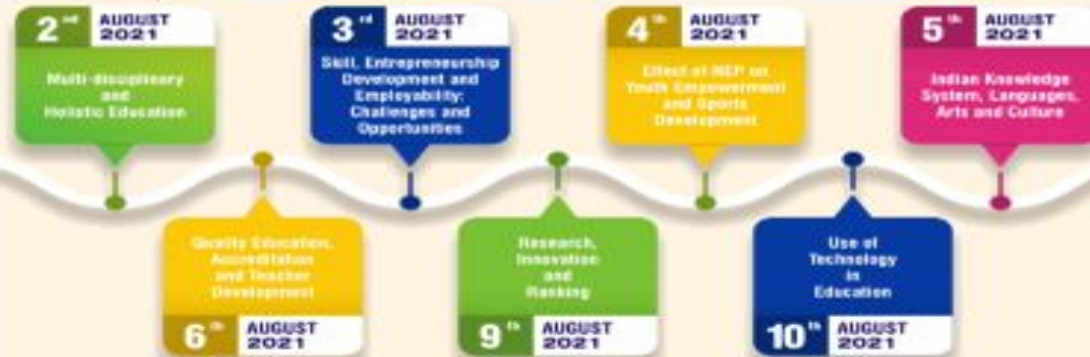 2nd AUGUST
2021
Multi-disciplinary
and
Holistic Education
3rd AUGUST
2021
Skill, Entrepreneurship
Development and
Employability:
Challenges and
Opportunities
4th AUGUST
2021
Effect of NEP on
Youth Empowerment
and Sports
Development
5th AUGUST
2021
Indian Knowledge
System, Languages,
Arts and Culture
Quality Education,
Accreditation
and Teacher
Development
6th AUGUST
2021
Research,
Innovation
and
Ranking
9th AUGUST
2021
Use of
Technology
in
Education
10th AUGUST
2021